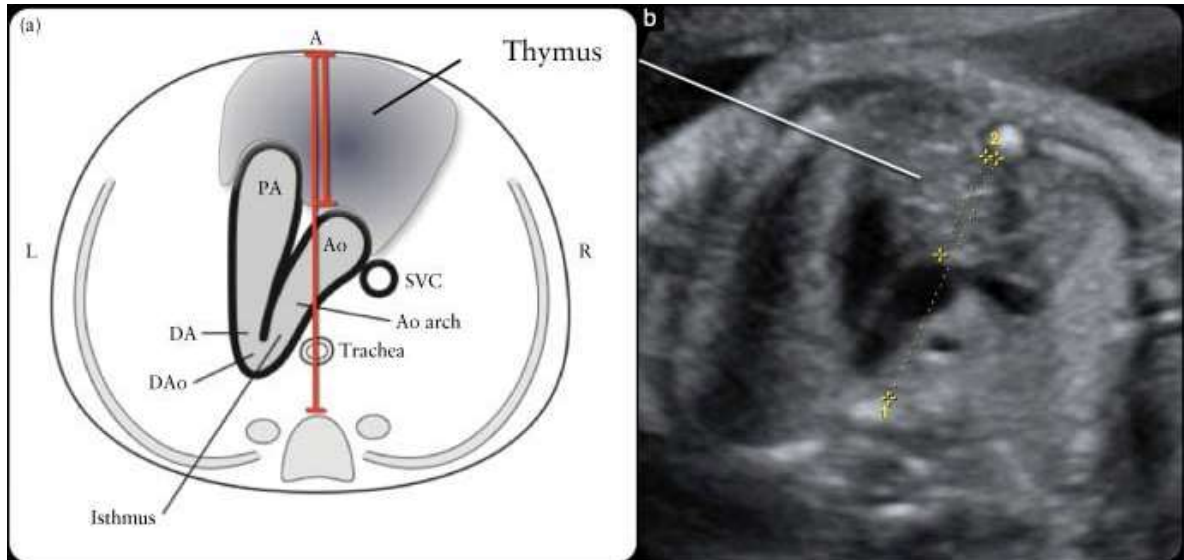 (a)
A
Thymus
PA
L
Ao
R
SVC
Ao arch
DA
Trachea
DAo
Isthmus
b
2
1